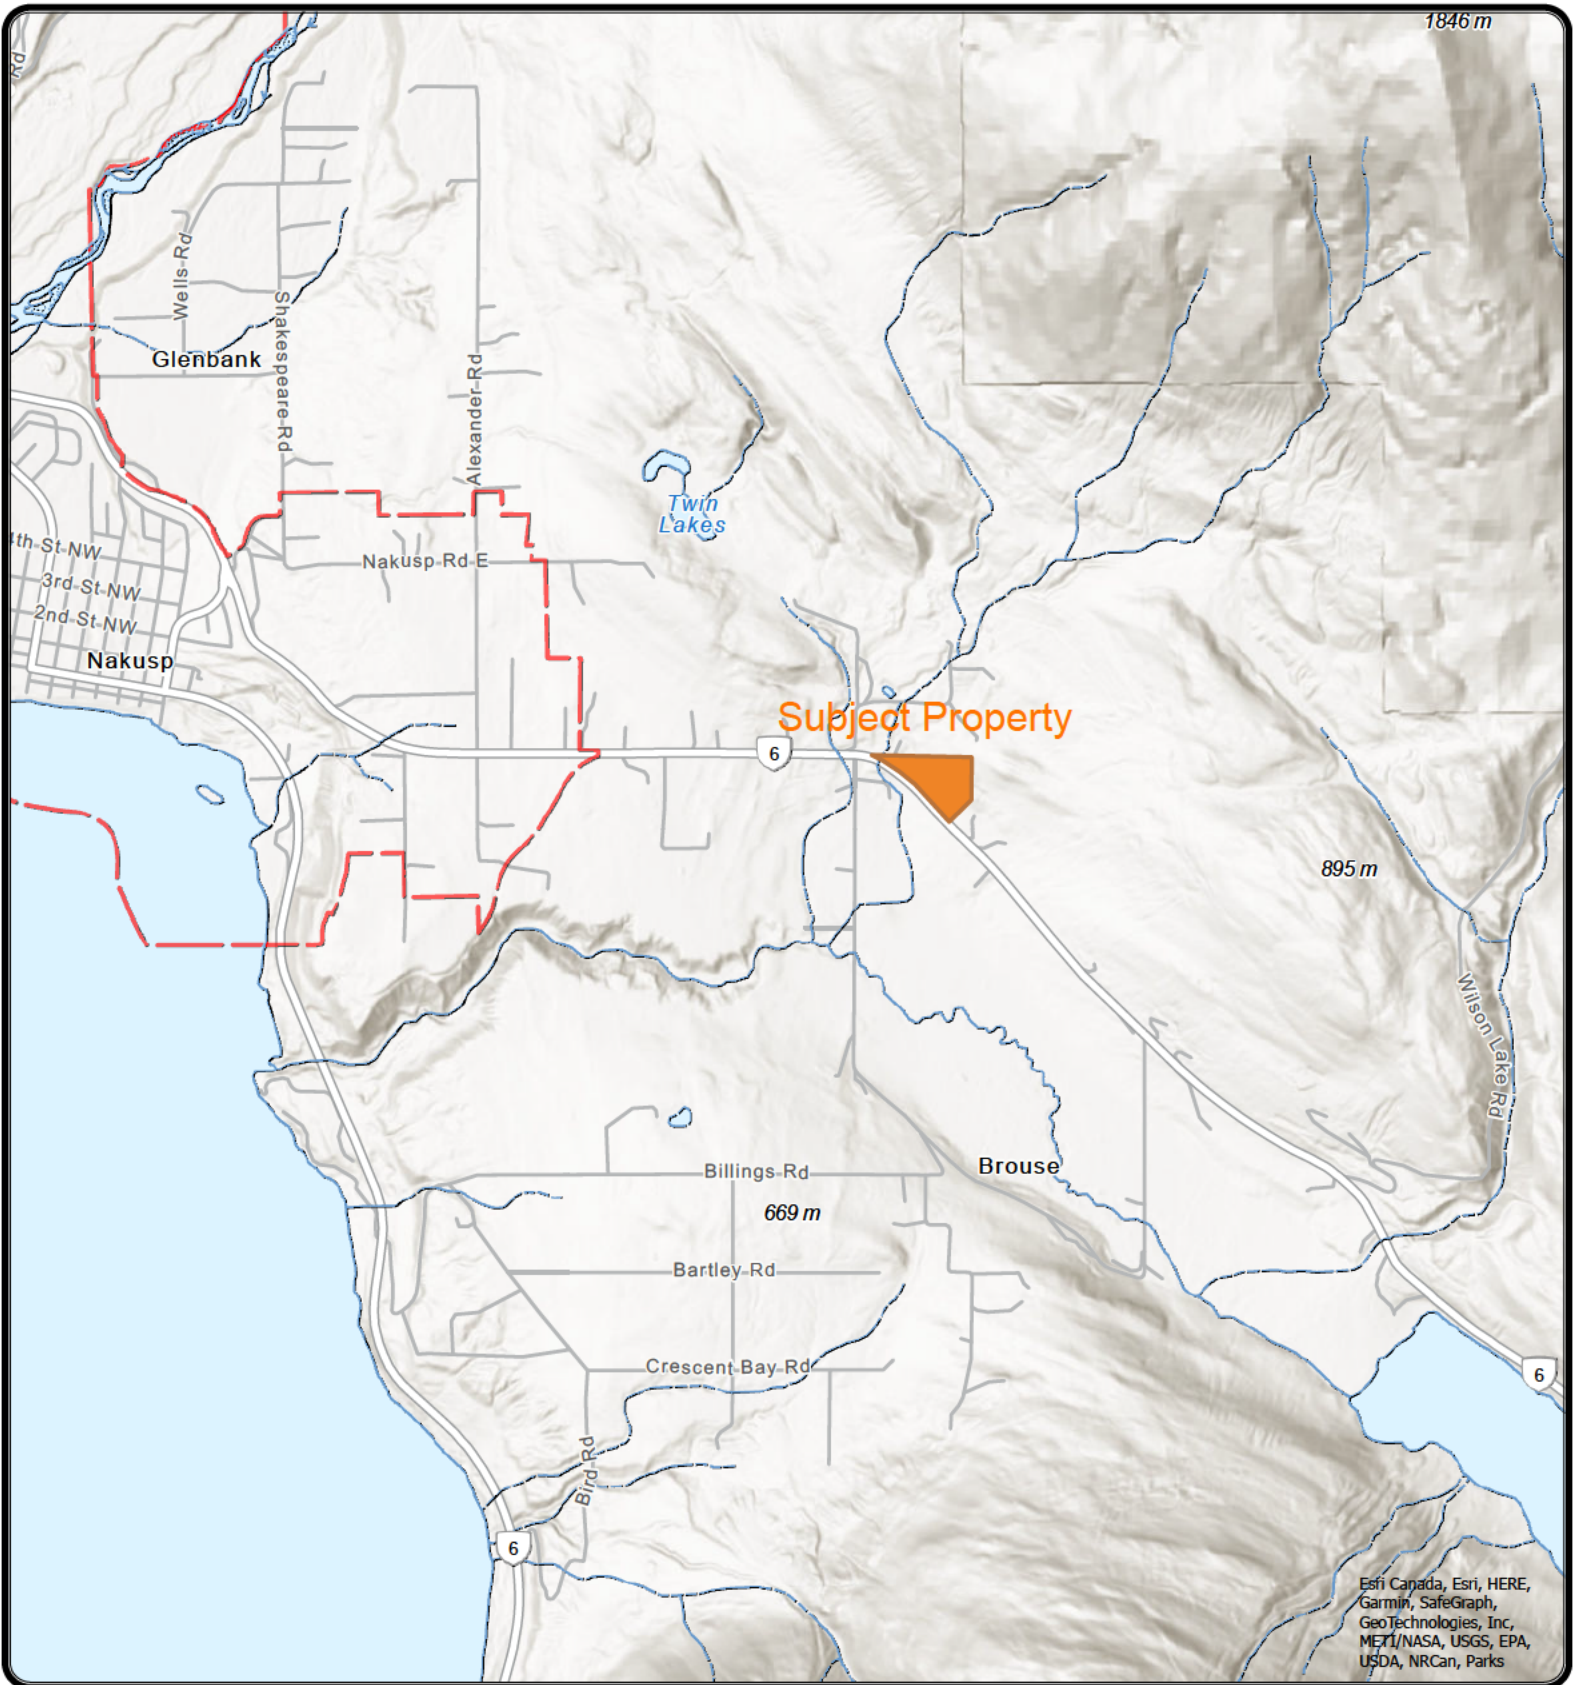 1846 m
Rd
Wells Rd
Shakespeare Rd
Glenbank
Alexander Rd
Twin
Lakes
4th St NW
Nakusp Rd E
3rd St NW
2nd St NW
Nakusp
Subject Property
6
895 m
Wilson Lake Rd
Brouse
Billings Rd
669 m
Bartley Rd
Crescent Bay Rd
6
Bird Rd
6
Esri Canada, Esri, HERE,
Garmin, SafeGraph,
GeoTechnologies, Inc,
METI/NASA, USGS, EPA,
USDA, NRCan, Parks